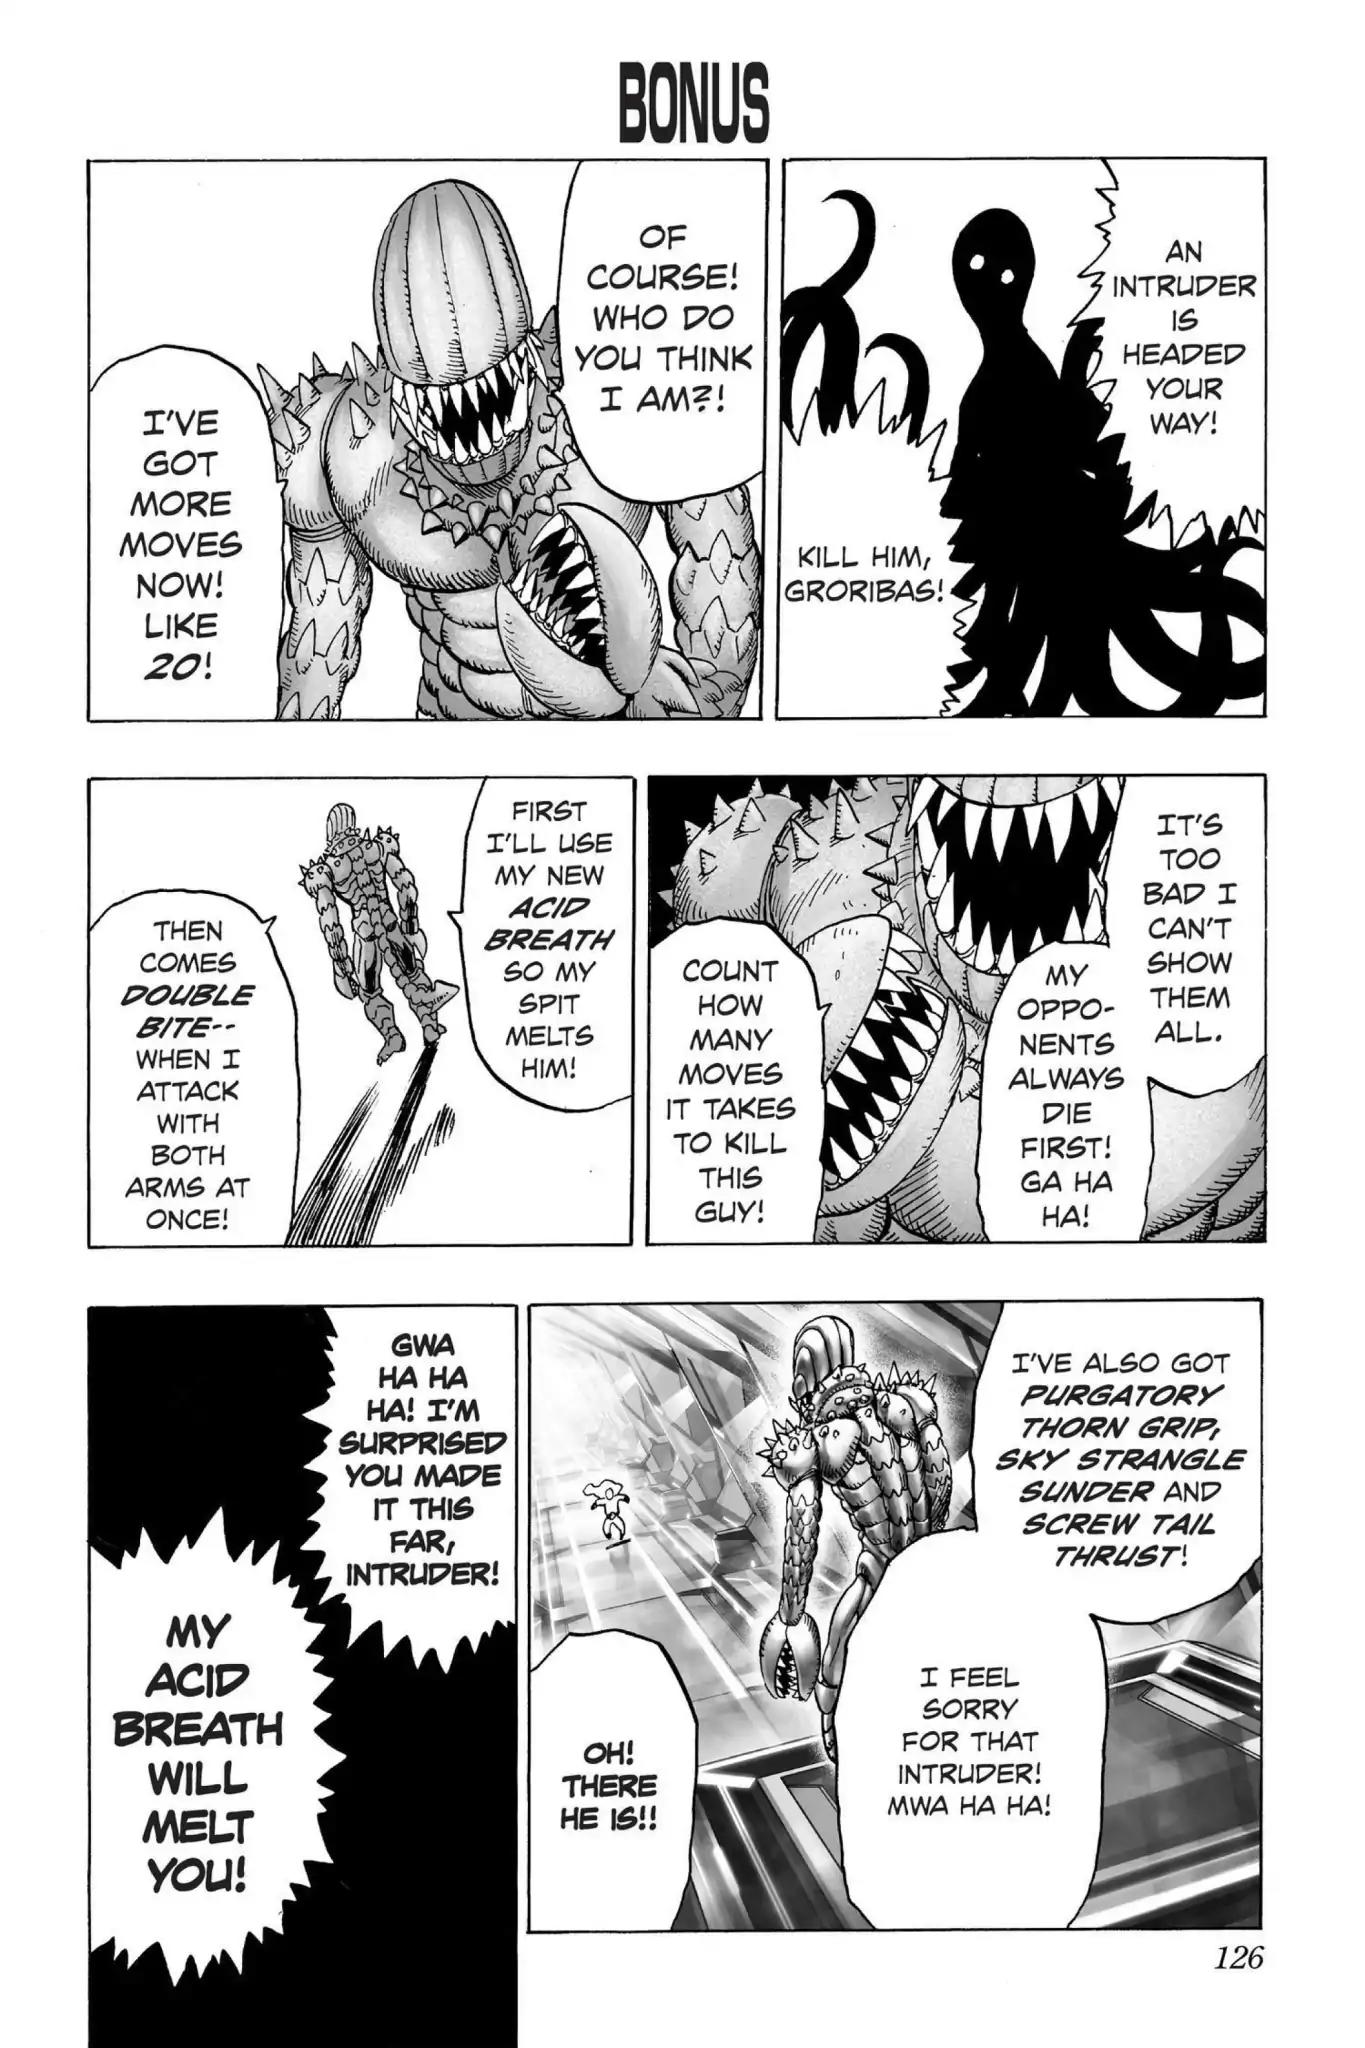 BONUS
AN
INTRUDER
IS
HEADED
YOUR
WAY!
KILL HIM,
GRORIBAS!
OF
COURSE!
WHO DO
YOU THINK
I AM?!
I'VE
GOT
MORE
MOVES
NOW!
LIKE
20!
IT'S
TOO
BAD I
CAN'T
SHOW
THEM
ALL.
MY
OPPO-
NENTS
ALWAYS
DIE
FIRST!
GA HA
HA!
COUNT
HOW
MANY
MOVES
IT TAKES
TO KILL
THIS
GUY!
FIRST
I'LL USE
MY NEW
ACID
BREATH
SO MY
SPIT
MELTS
HIM!
THEN
COMES
DOUBLE
BITE--
WHEN I
ATTACK
WITH
BOTH
ARMS AT
ONCE!
I'VE ALSO GOT
PURGATORY
THORN GRIP,
SKY STRANGLE
SUNDER AND
SCREW TAIL
THRUST!
I FEEL
SORRY
FOR THAT
INTRUDER!
MWA HA HA!
OH!
THERE
HE IS!!
GWA
HA HA
HA! I'M
SURPRISED
YOU MADE
IT THIS
FAR,
INTRUDER!
MY
ACID
BREATH
WILL
MELT
YOU!
126